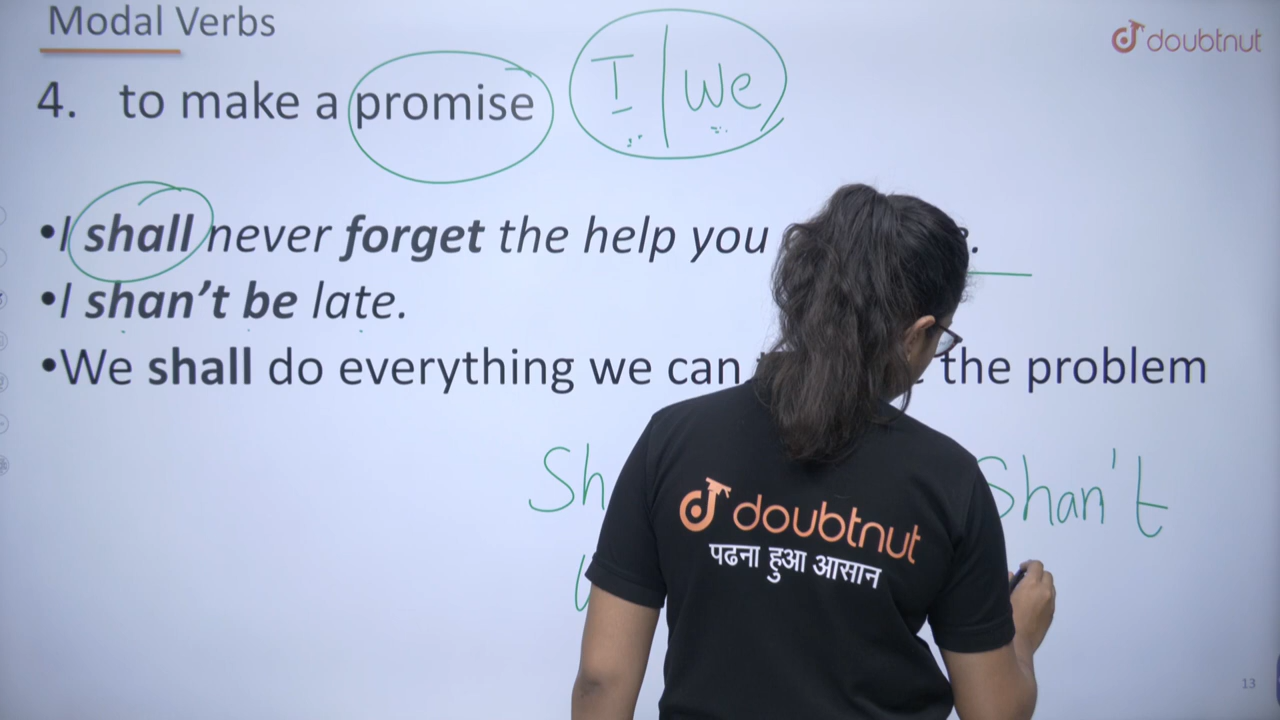 Modal Verbs
doubtnut
4. to make a promise
I | We
•I shall never forget the help you
•I shan't be late.
•We shall do everything we can the problem
Sh
Shan't
doubtnut
पढना हुआ आसान
13